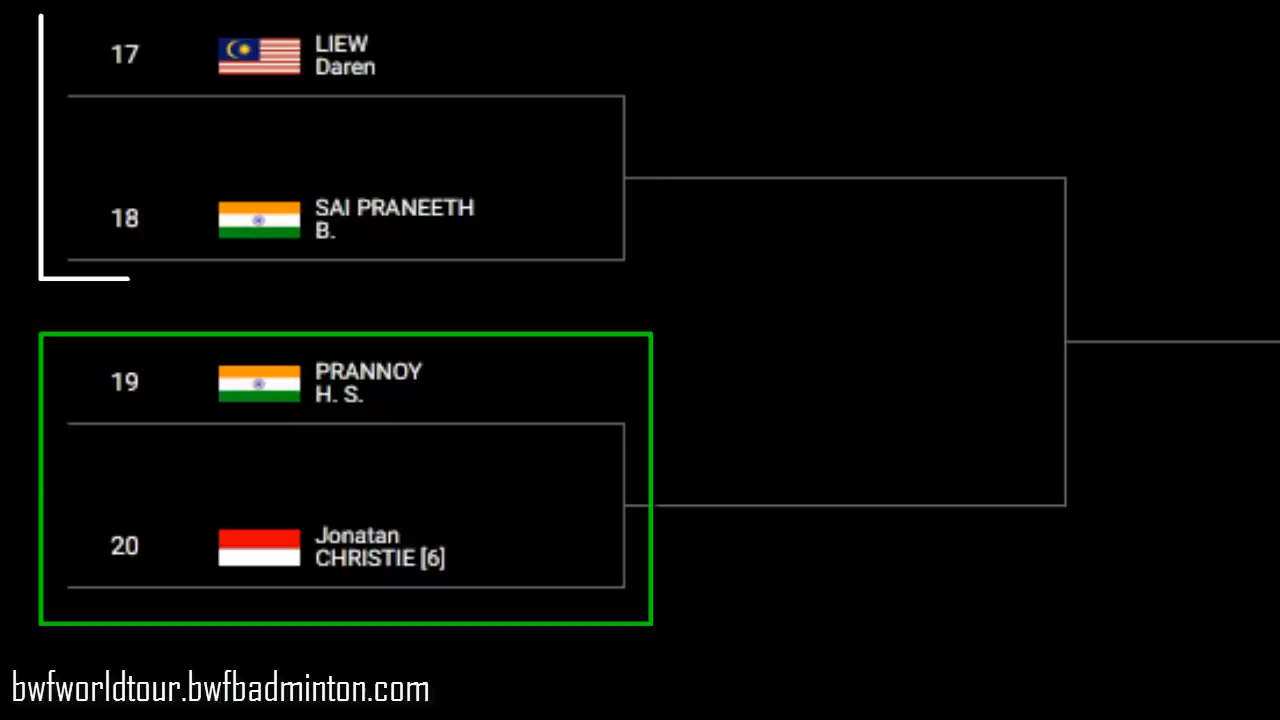 17
LIEW
Daren
18
SAI PRANEETH
B.
19
PRANNOY
H. S.
20
Jonatan
CHRISTIE [6]
bwfworldtour.bwfbadminton.com